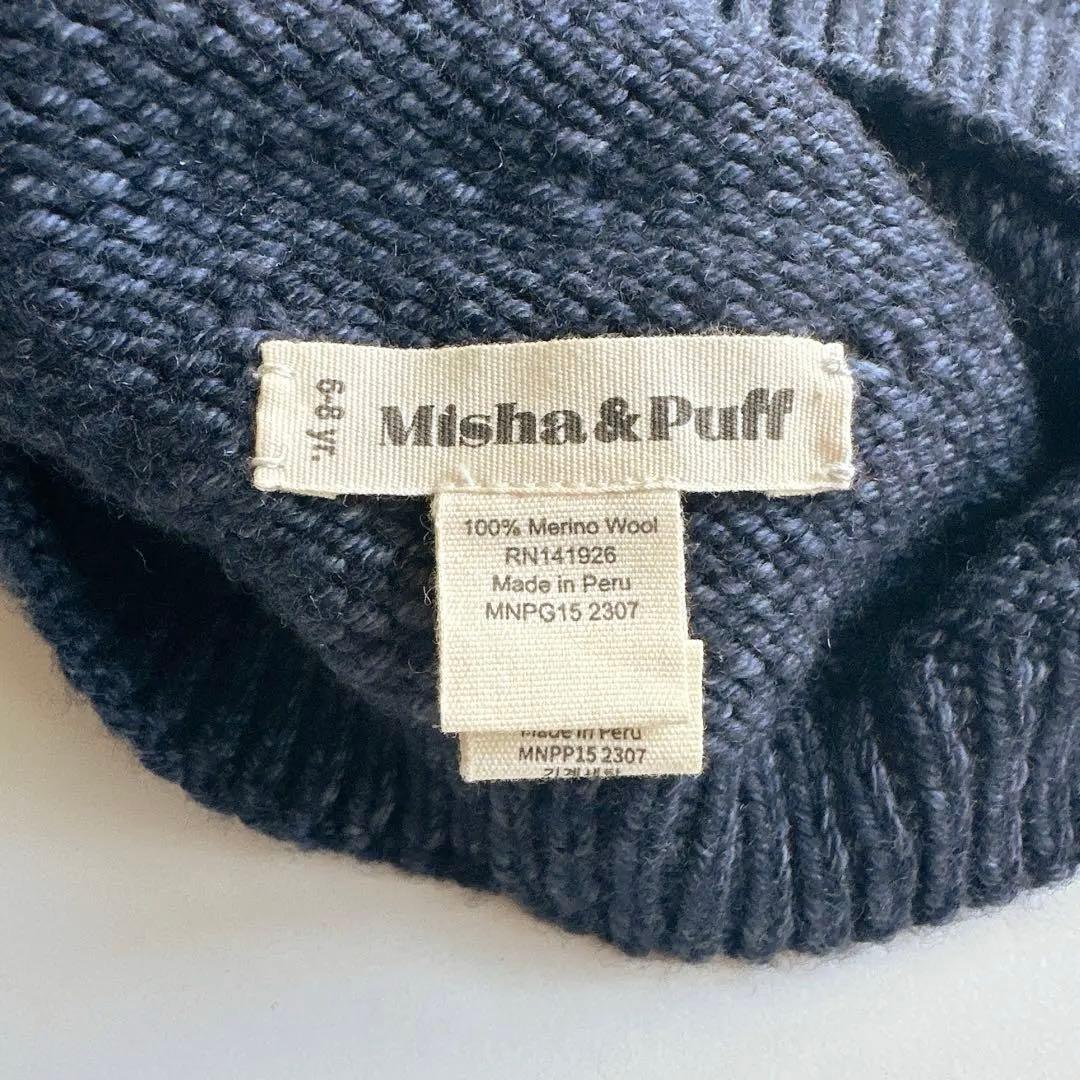 6-8 yr.
Misha & Puff
100% Merino Wool
RN141926
Made in Peru
MNPG15 2307
Made in Peru
MNPP15 2307